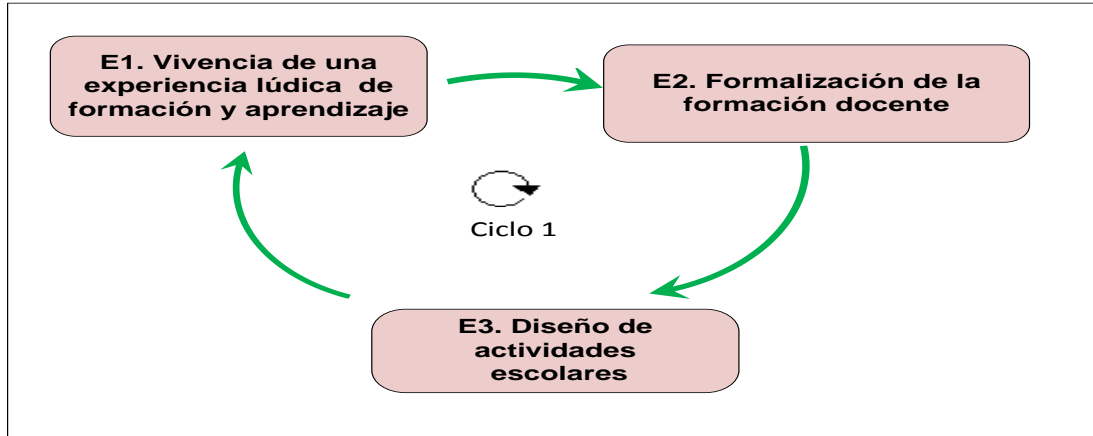 E1. Vivencia de una
experiencia lúdica de
formación y aprendizaje
E2. Formalización de la
formación docente
Ciclo 1
E3. Diseño de
actividades
escolares